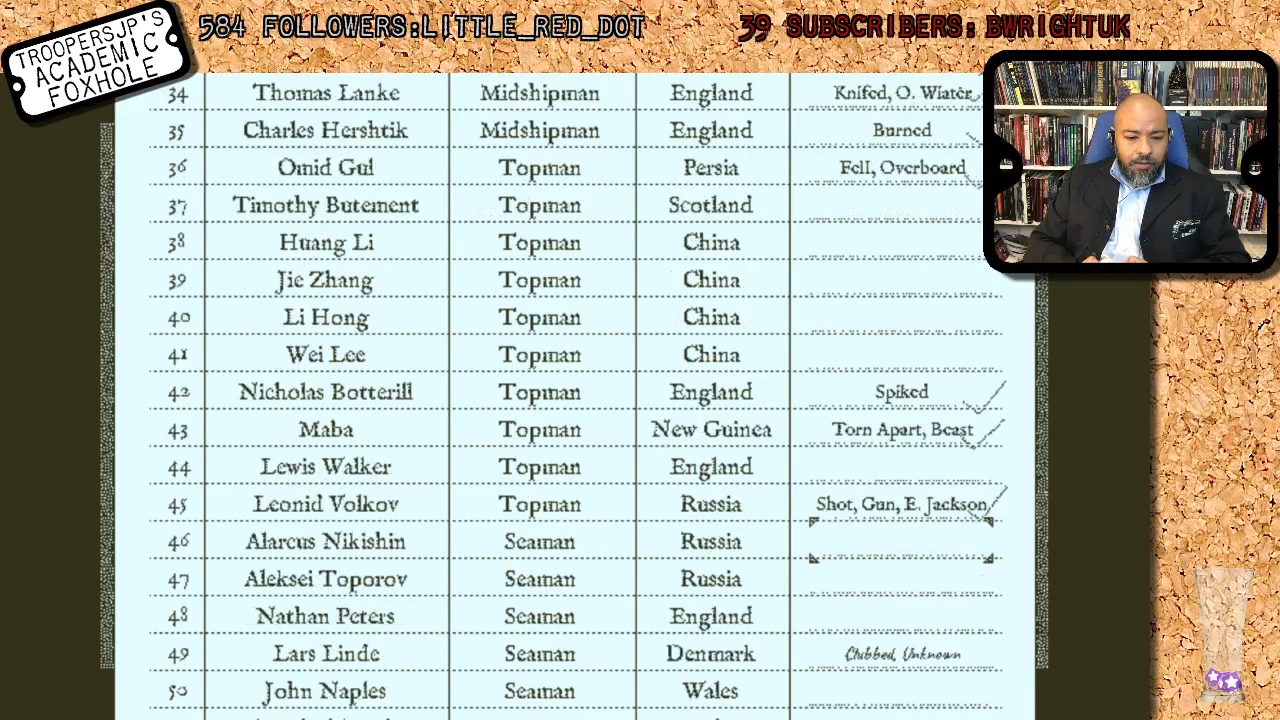 TROOPERSJP'S
ACADEMIC
FOXHOLE
584 FOLLOWERS:LITTLE_RED_DOT
39 SUBSCRIBERS: BWRIGHTUK
34 Thomas Lanke Midshipman England Knifed, O. Wiater
35 Charles Hershtik Midshipman England Burned
36 Omid Gul Topman Persia Fell, Overboard
37 Timothy Butement Topman Scotland
38 Huang Li Topman China
39 Jie Zhang Topman China
40 Li Hong Topman China
41 Wei Lee Topman China
42 Nicholas Botterill Topman England Spiked
43 Maba Topman New Guinea Torn Apart, Beast
44 Lewis Walker Topman England
45 Leonid Volkov Topman Russia Shot, Gun, E. Jackson
46 Alarcus Nikishin Seaman Russia
47 Aleksei Toporov Seaman Russia
48 Nathan Peters Seaman England
49 Lars Linde Seaman Denmark Clubbed, Unknown
50 John Naples Seaman Wales